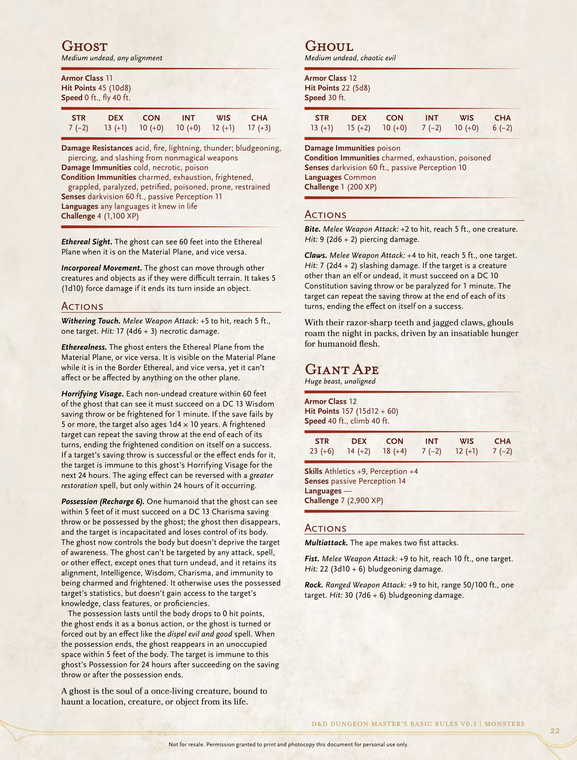 Ghost
Medium undead, any alignment
Armor Class 11
Hit Points 45 (10d8)
Speed 0 ft., fly 40 ft.
STR DEX CON INT WIS CHA
7 (−2) 13 (+1) 10 (+0) 10 (+0) 12 (+1) 17 (+3)
Damage Resistances acid, fire, lightning, thunder; bludgeoning,
piercing, and slashing from nonmagical weapons
Damage Immunities cold, necrotic, poison
Condition Immunities charmed, exhaustion, frightened,
grappled, paralyzed, petrified, poisoned, prone, restrained
Senses darkvision 60 ft., passive Perception 11
Languages any languages it knew in life
Challenge 4 (1,100 XP)
Ethereal Sight. The ghost can see 60 feet into the Ethereal
Plane when it is on the Material Plane, and vice versa.
Incorporeal Movement. The ghost can move through other
creatures and objects as if they were difficult terrain. It takes 5
(1d10) force damage if it ends its turn inside an object.
Actions
Withering Touch. Melee Weapon Attack: +5 to hit, reach 5 ft.,
one target. Hit: 17 (4d6 + 3) necrotic damage.
Etherealness. The ghost enters the Ethereal Plane from the
Material Plane, or vice versa. It is visible on the Material Plane
while it is in the Border Ethereal, and vice versa, yet it can't
affect or be affected by anything on the other plane.
Horrifying Visage. Each non-undead creature within 60 feet
of the ghost that can see it must succeed on a DC 13 Wisdom
saving throw or be frightened for 1 minute. If the save fails by
5 or more, the target also ages 1d4 × 10 years. A frightened
target can repeat the saving throw at the end of each of its
turns, ending the frightened condition on itself on a success.
If a target's saving throw is successful or the effect ends for it,
the target is immune to this ghost's Horrifying Visage for the
next 24 hours. The aging effect can be reversed with a greater
restoration spell, but only within 24 hours of it occurring.
Possession (Recharge 6). One humanoid that the ghost can see
within 5 feet of it must succeed on a DC 13 Charisma saving
throw or be possessed by the ghost; the ghost then disappears,
and the target is incapacitated and loses control of its body.
The ghost now controls the body but doesn't deprive the target
of awareness. The ghost can't be targeted by any attack, spell,
or other effect, except ones that turn undead, and it retains its
alignment, Intelligence, Wisdom, Charisma, and immunity to
being charmed and frightened. It otherwise uses the possessed
target's statistics, but doesn't gain access to the target's
knowledge, class features, or proficiencies.
The possession lasts until the body drops to 0 hit points,
the ghost ends it as a bonus action, or the ghost is turned or
forced out by an effect like the dispel evil and good spell. When
the possession ends, the ghost reappears in an unoccupied
space within 5 feet of the body. The target is immune to this
ghost's Possession for 24 hours after succeeding on the saving
throw or after the possession ends.
A ghost is the soul of a once-living creature, bound to
haunt a location, creature, or object from its life.
Ghoul
Medium undead, chaotic evil
Armor Class 12
Hit Points 22 (5d8)
Speed 30 ft.
STR DEX CON INT WIS CHA
13 (+1) 15 (+2) 10 (+0) 7 (−2) 10 (+0) 6 (−2)
Damage Immunities poison
Condition Immunities charmed, exhaustion, poisoned
Senses darkvision 60 ft., passive Perception 10
Languages Common
Challenge 1 (200 XP)
Actions
Bite. Melee Weapon Attack: +2 to hit, reach 5 ft., one creature.
Hit: 9 (2d6 + 2) piercing damage.
Claws. Melee Weapon Attack: +4 to hit, reach 5 ft., one target.
Hit: 7 (2d4 + 2) slashing damage. If the target is a creature
other than an elf or undead, it must succeed on a DC 10
Constitution saving throw or be paralyzed for 1 minute. The
target can repeat the saving throw at the end of each of its
turns, ending the effect on itself on a success.
With their razor-sharp teeth and jagged claws, ghouls
roam the night in packs, driven by an insatiable hunger
for humanoid flesh.
Giant Ape
Huge beast, unaligned
Armor Class 12
Hit Points 157 (15d12 + 60)
Speed 40 ft., climb 40 ft.
STR DEX CON INT WIS CHA
23 (+6) 14 (+2) 18 (+4) 7 (−2) 12 (+1) 7 (−2)
Skills Athletics +9, Perception +4
Senses passive Perception 14
Languages —
Challenge 7 (2,900 XP)
Actions
Multiattack. The ape makes two fist attacks.
Fist. Melee Weapon Attack: +9 to hit, reach 10 ft., one target.
Hit: 22 (3d10 + 6) bludgeoning damage.
Rock. Ranged Weapon Attack: +9 to hit, range 50/100 ft., one
target. Hit: 30 (7d6 + 6) bludgeoning damage.
D&D Dungeon Master's Basic Rules v0.3 | Monsters
22
Not for resale. Permission granted to print and photocopy this document for personal use only.